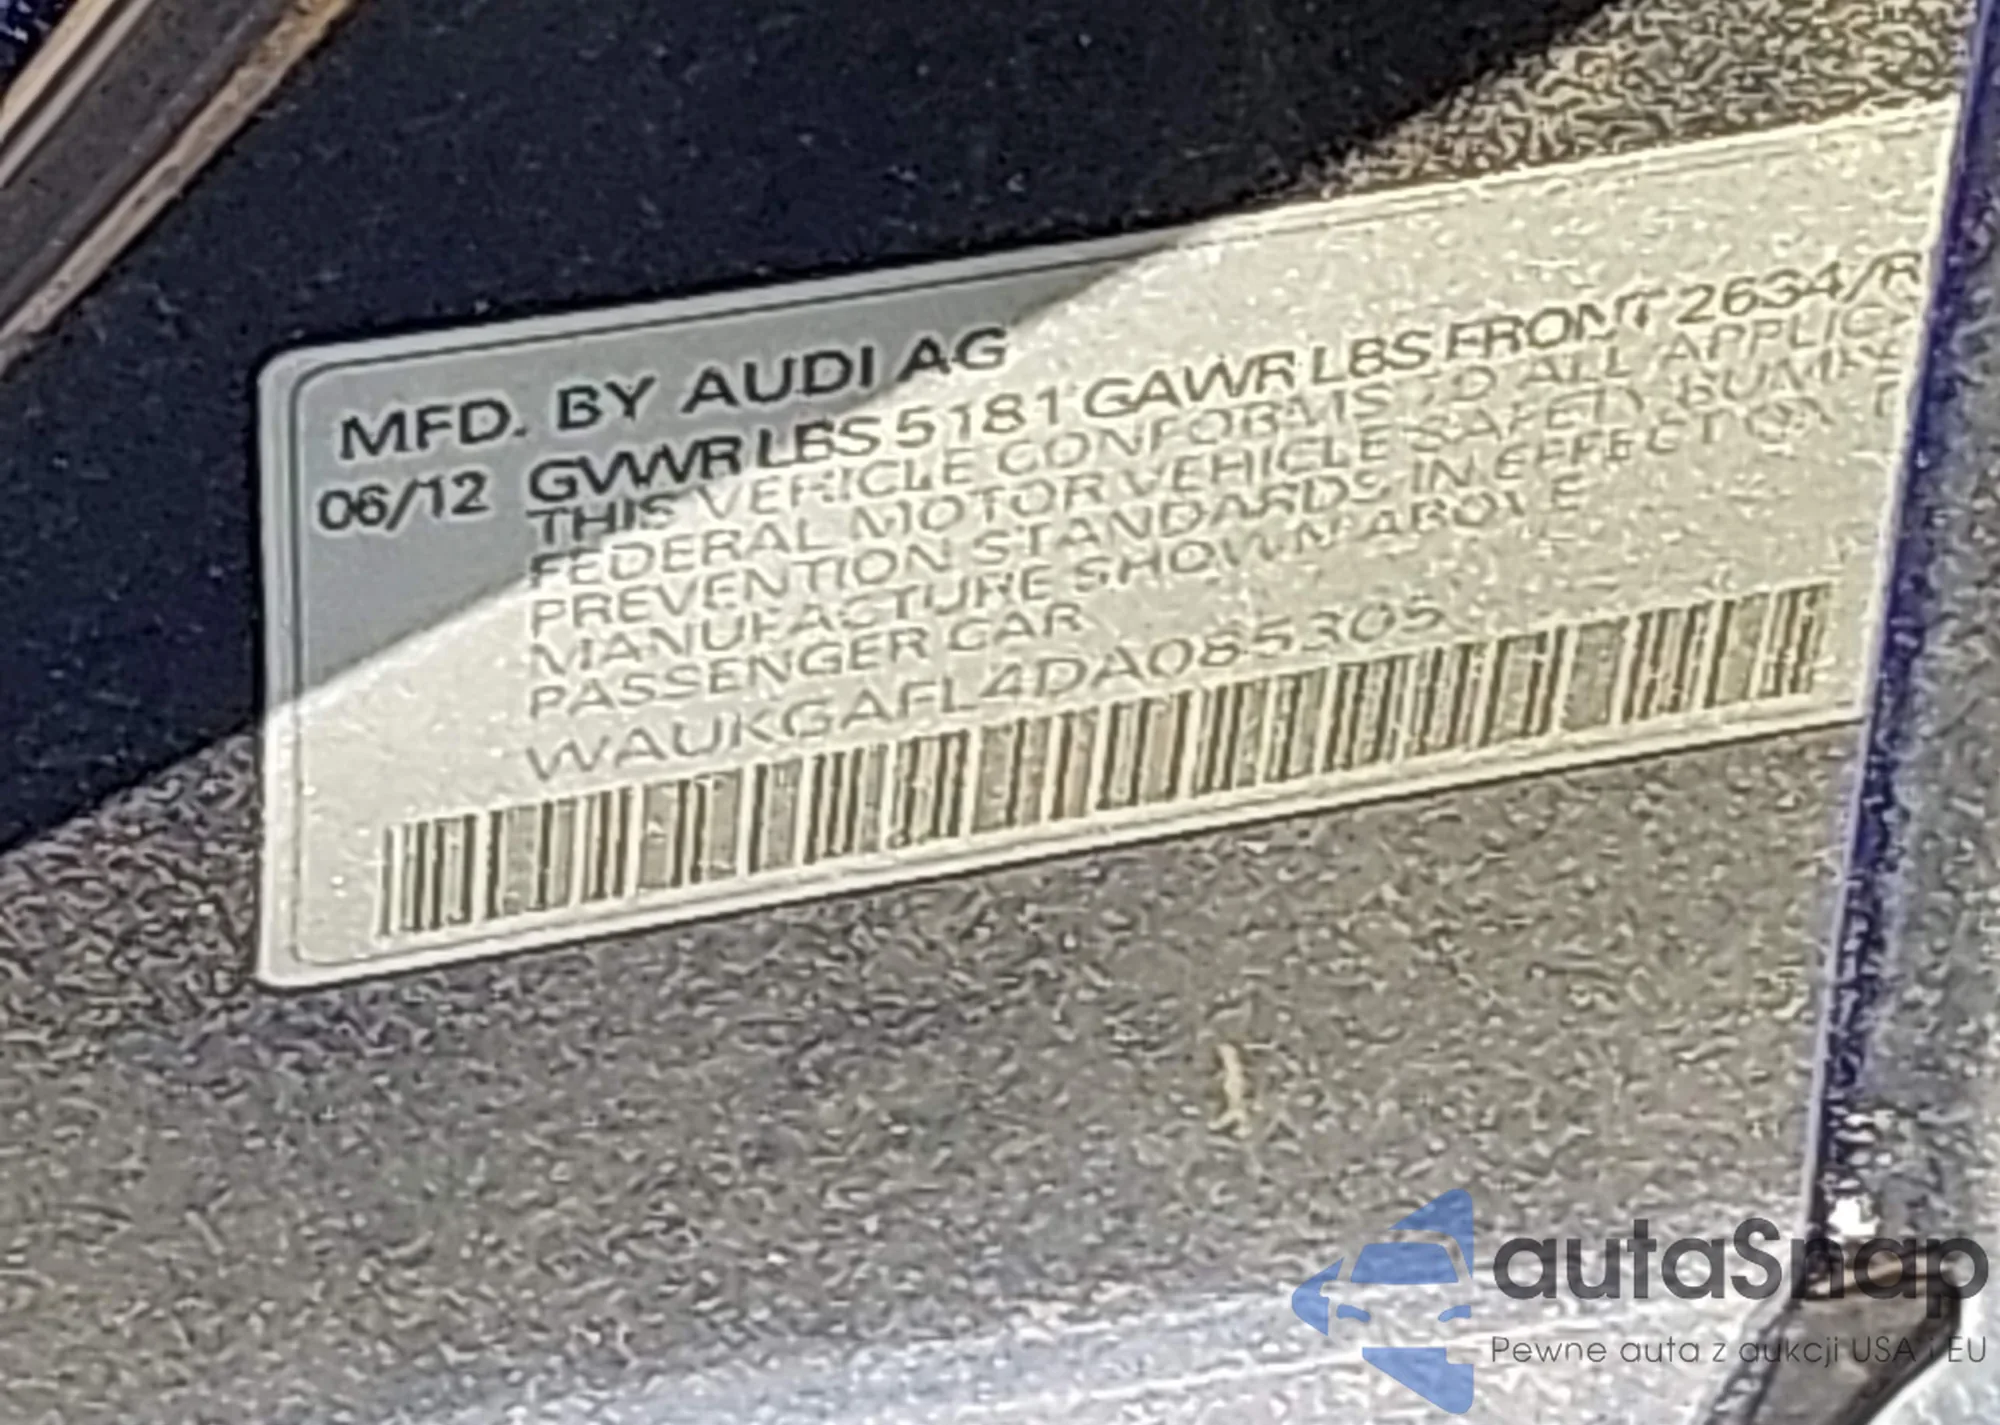 MFD. BY AUDI AG
06/12 GVWR LBS 5181 GAWR LBS FRONT 2634/R
THIS VEHICLE CONFORMS TO ALL APPLIC
FEDERAL MOTOR VEHICLE SAFETY BUMPE
PREVENTION STANDARDS IN EFFECT ON
MANUFACTURE SHOWN ABOVE
PASSENGER CAR
WAUKGAFL4DA085305
autaSnap
Pewne auta z aukcji USA i EU